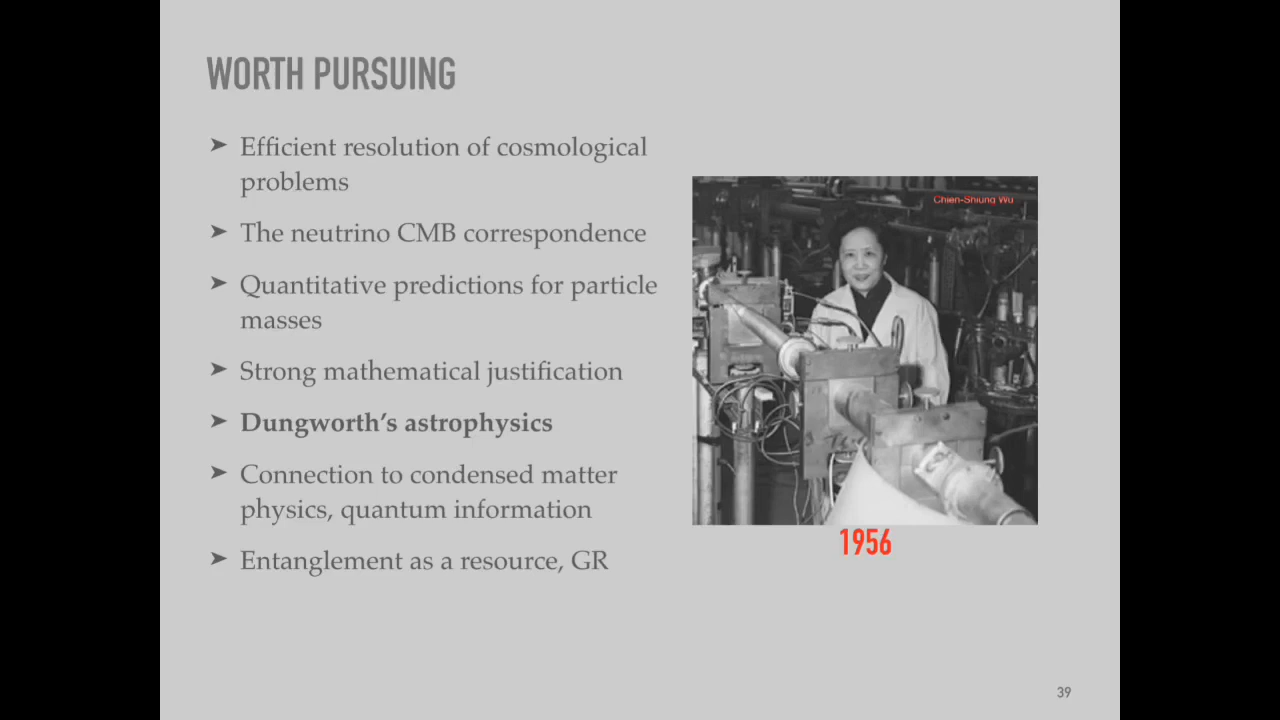 WORTH PURSUING
➤ Efficient resolution of cosmological
problems
➤ The neutrino CMB correspondence
➤ Quantitative predictions for particle
masses
➤ Strong mathematical justification
➤ Dungworth's astrophysics
➤ Connection to condensed matter
physics, quantum information
➤ Entanglement as a resource, GR
Chien-Shiung Wu
1956
39